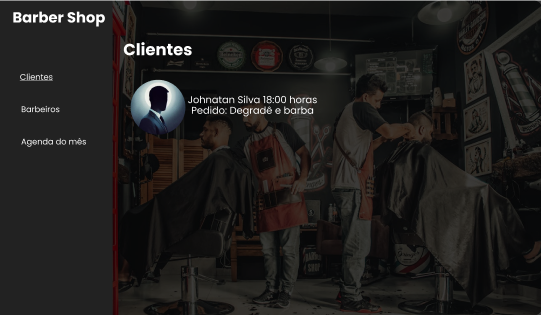 Barber Shop
Clientes
Clientes
Barbeiros
Agenda do mês
Johnatan Silva 18:00 horas
Pedido: Degradê e barba